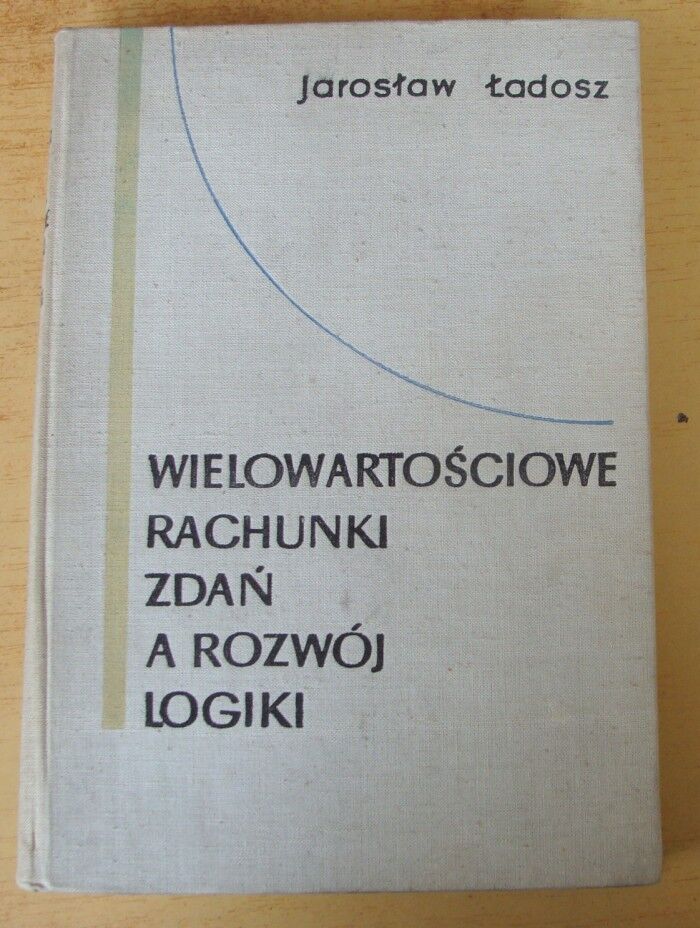 Jarosław Ładosz
WIELOWARTOŚCIOWE
RACHUNKI
ZDAŃ
A ROZWÓJ
LOGIKI